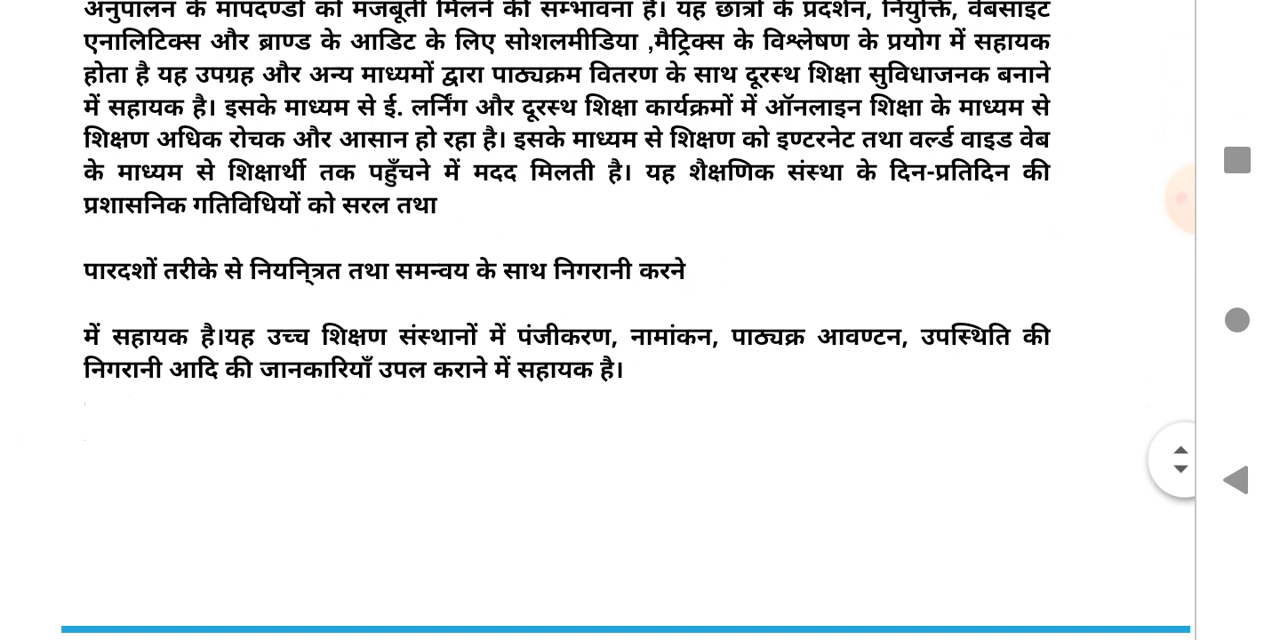 अनुपालन के मापदण्डों को मजबूती मिलने की सम्भावना है। यह छात्रों के प्रदर्शन, नियुक्ति, वेबसाइट
एनालिटिक्स और ब्राण्ड के आडिट के लिए सोशलमीडिया ,मैट्रिक्स के विश्लेषण के प्रयोग में सहायक
होता है यह उपग्रह और अन्य माध्यमों द्वारा पाठ्यक्रम वितरण के साथ दूरस्थ शिक्षा सुविधाजनक बनाने
में सहायक है। इसके माध्यम से ई. लर्निंग और दूरस्थ शिक्षा कार्यक्रमों में ऑनलाइन शिक्षा के माध्यम से
शिक्षण अधिक रोचक और आसान हो रहा है। इसके माध्यम से शिक्षण को इण्टरनेट तथा वर्ल्ड वाइड वेब
के माध्यम से शिक्षार्थी तक पहुँचने में मदद मिलती है। यह शैक्षणिक संस्था के दिन-प्रतिदिन की
प्रशासनिक गतिविधियों को सरल तथा
पारदशों तरीके से नियन्त्रित तथा समन्वय के साथ निगरानी करने
में सहायक है।यह उच्च शिक्षण संस्थानों में पंजीकरण, नामांकन, पाठ्यक्र आवण्टन, उपस्थिति की
निगरानी आदि की जानकारियाँ उपल कराने में सहायक है।